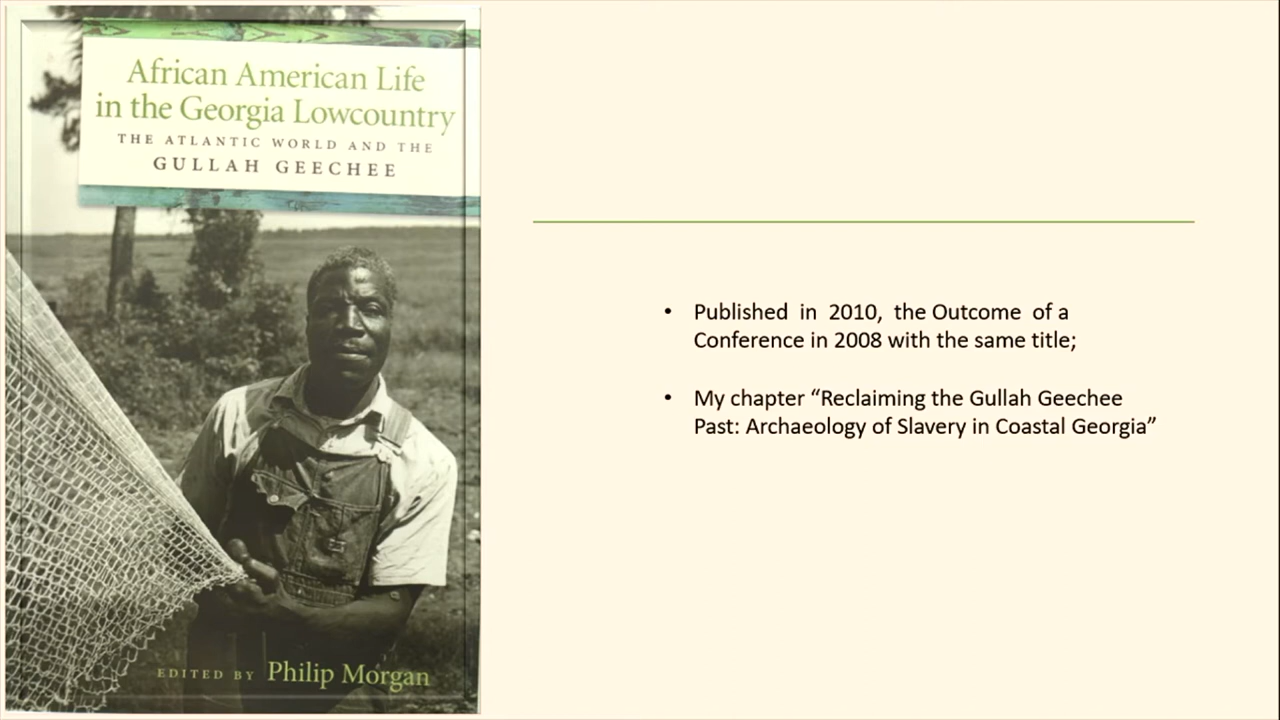 African American Life
in the Georgia Lowcountry
THE ATLANTIC WORLD AND THE
GULLAH GEECHEE
EDITED BY Philip Morgan
• Published in 2010, the Outcome of a
Conference in 2008 with the same title;
• My chapter “Reclaiming the Gullah Geechee
Past: Archaeology of Slavery in Coastal Georgia”